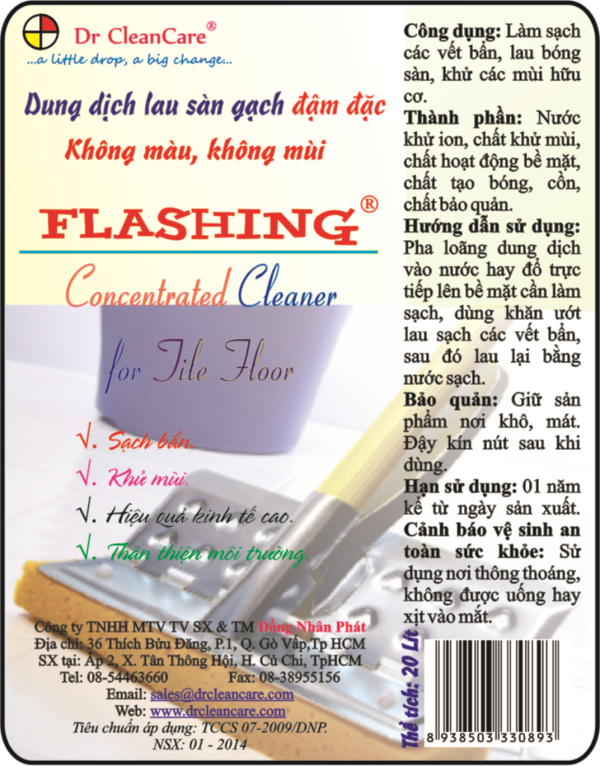 Dr CleanCare®
...a little drop, a big change...
Dung dịch lau sàn gạch đậm đặc
Không màu, không mùi
FLASHING®
Concentrated Cleaner
for Tile Floor
√. Sạch bẩn.
√. Khử mùi.
√. Hiệu quả kinh tế cao.
√. Thân thiện môi trường
Công ty TNHH MTV TV SX & TM Đồng Nhân Phát
Địa chỉ: 36 Thích Bửu Đăng, P.1, Q. Gò Vấp,Tp HCM
SX tại: Ấp 2, X. Tân Thông Hội, H. Củ Chi, TpHCM
Tel: 08-54463660 Fax: 08-38955156
Email: sales@drcleancare.com
Web: www.drcleancare.com
Tiêu chuẩn áp dụng: TCCS 07-2009/DNP.
NSX: 01 - 2014
Công dụng: Làm sạch
các vết bẩn, lau bóng
sàn, khử các mùi hữu
cơ.
Thành phần: Nước
khử ion, chất khử mùi,
chất hoạt động bề mặt,
chất tạo bóng, cồn,
chất bảo quản.
Hướng dẫn sử dụng:
Pha loãng dung dịch
vào nước hay đổ trực
tiếp lên bề mặt cần làm
sạch, dùng khăn ướt
lau sạch các vết bẩn,
sau đó lau lại bằng
nước sạch.
Bảo quản: Giữ sản
phẩm nơi khô, mát.
Đậy kín nút sau khi
dùng.
Hạn sử dụng: 01 năm
kể từ ngày sản xuất.
Cảnh báo vệ sinh an
toàn sức khỏe: Sử
dụng nơi thông thoáng,
không được uống hay
xịt vào mắt.
Thể tích: 20 Lít
8 938503 330893